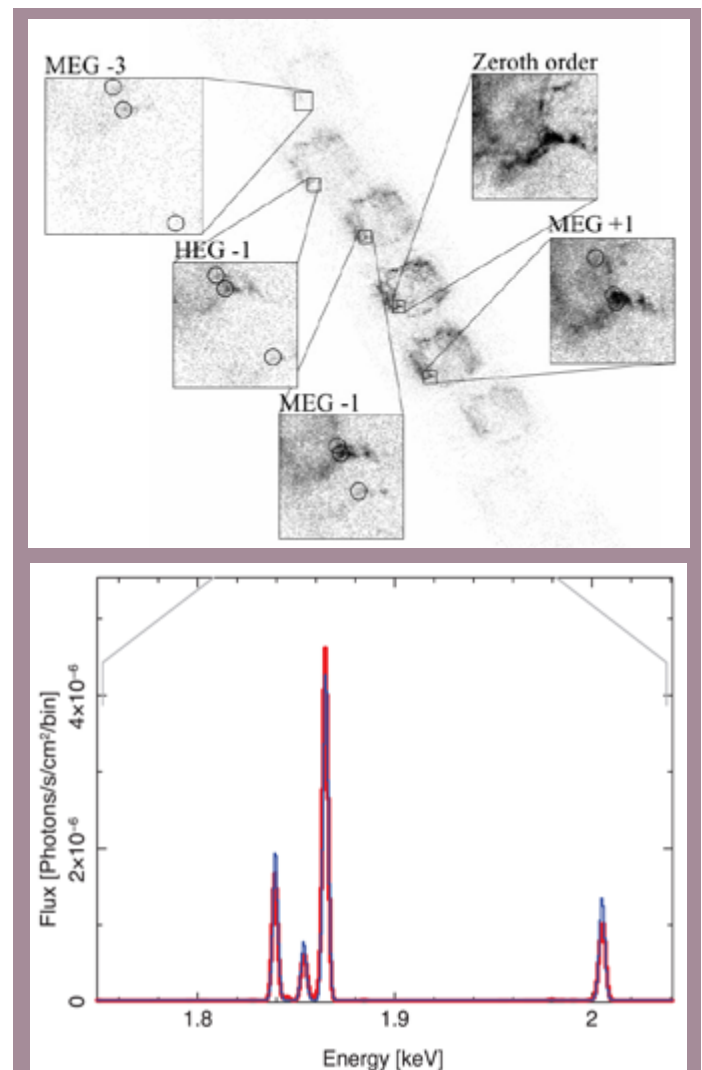 MEG -3
Zeroth order
HEG -1
MEG +1
MEG -1
Flux [Photons/s/cm²/bin]
4×10⁻⁶
2×10⁻⁶
0
1.8
1.9
2
Energy [keV]